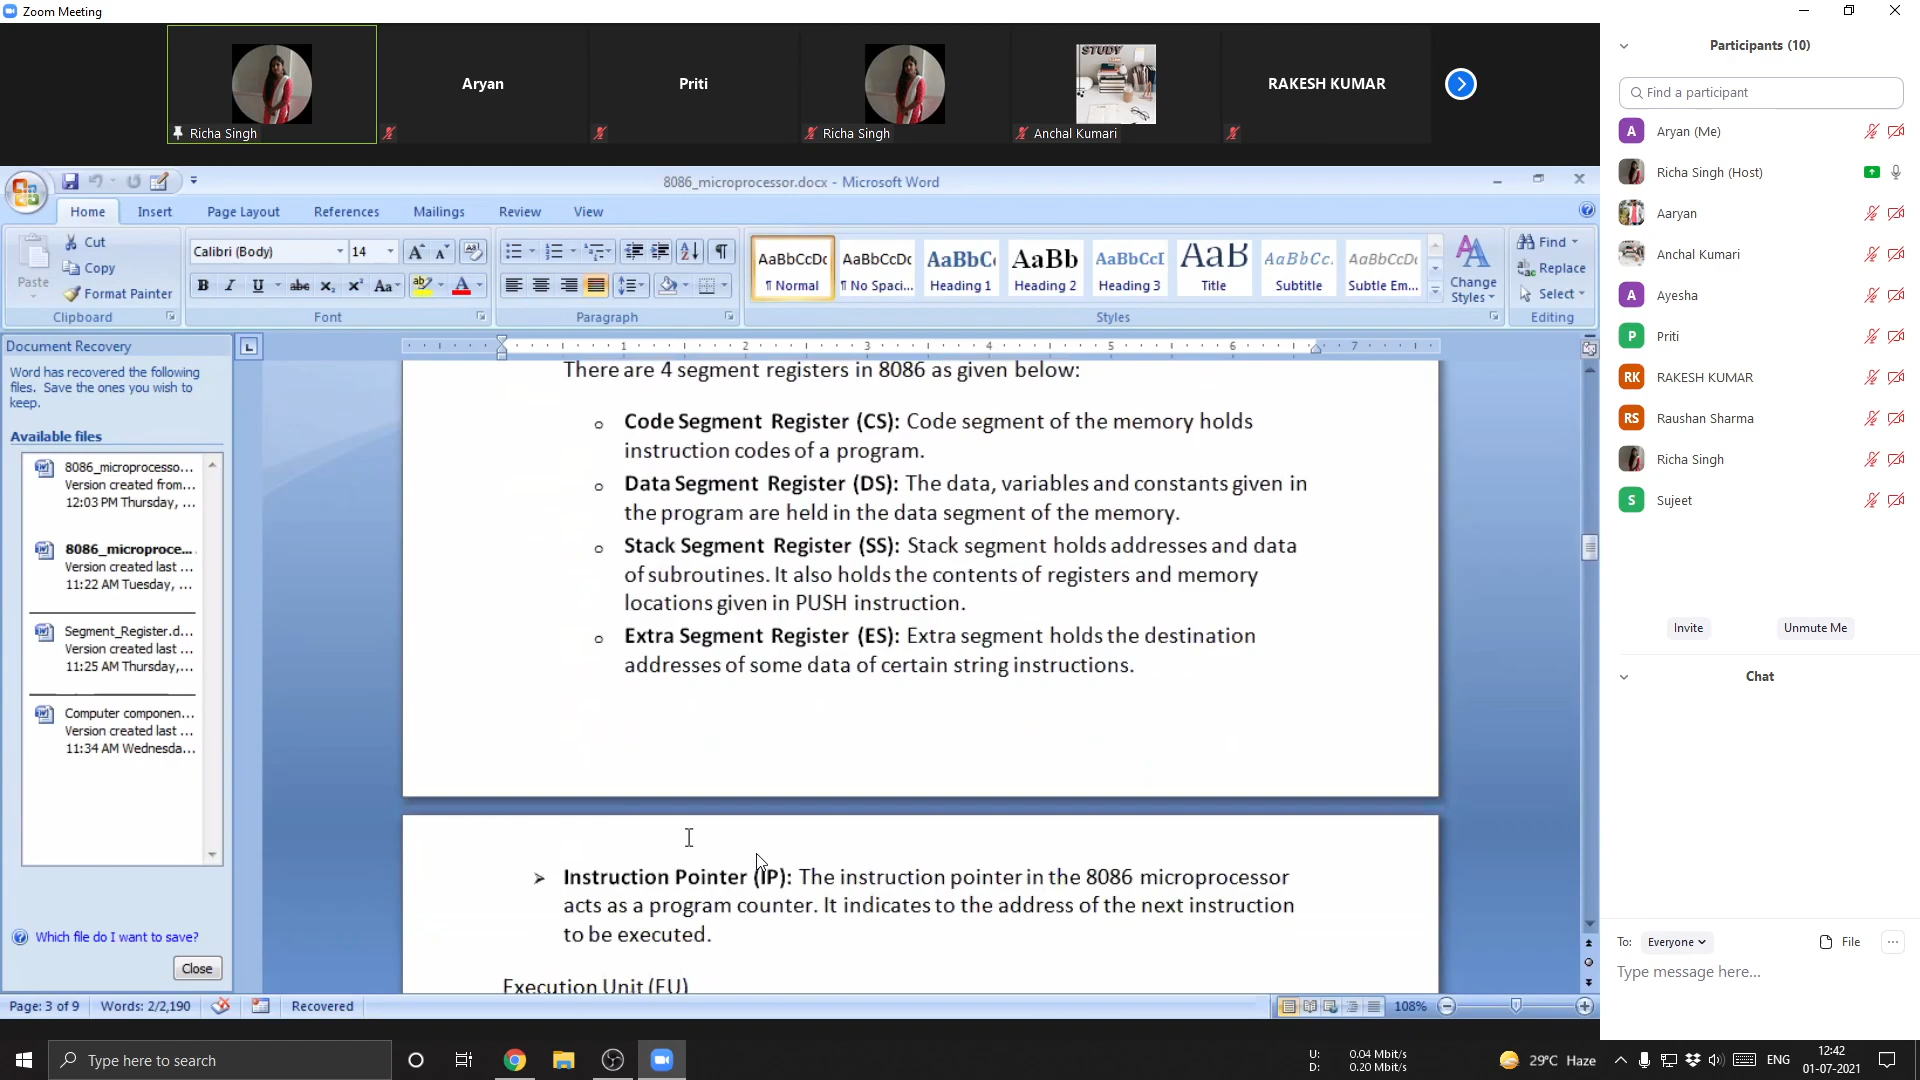 Zoom Meeting
Richa Singh
Aryan
Priti
Richa Singh
STUDY
Anchal Kumari
RAKESH KUMAR
8086_microprocessor.docx - Microsoft Word
Home Insert Page Layout References Mailings Review View
Paste
Cut
Copy
Format Painter
Clipboard
Calibri (Body) 14
B I U abc X₂ X² Aa
Font
Paragraph
AaBbCcDc AaBbCcDc AaBbC AaBb AaBbCcI AaB AaBbCc. AaBbCcDc
¶ Normal ¶ No Spaci... Heading 1 Heading 2 Heading 3 Title Subtitle Subtle Em...
Styles
Change
Styles
Find
Replace
Select
Editing
Document Recovery
Word has recovered the following
files. Save the ones you wish to
keep.
Available files
8086_microprocesso...
Version created from...
12:03 PM Thursday, ...
8086_microproce...
Version created last ...
11:22 AM Tuesday, ...
Segment_Register.d...
Version created last ...
11:25 AM Thursday,...
Computer componen...
Version created last ...
11:34 AM Wednesda...
Which file do I want to save?
Close
1 2 3 4 5 6 7
There are 4 segment registers in 8086 as given below:
o Code Segment Register (CS): Code segment of the memory holds
instruction codes of a program.
o Data Segment Register (DS): The data, variables and constants given in
the program are held in the data segment of the memory.
o Stack Segment Register (SS): Stack segment holds addresses and data
of subroutines. It also holds the contents of registers and memory
locations given in PUSH instruction.
o Extra Segment Register (ES): Extra segment holds the destination
addresses of some data of certain string instructions.
➢ Instruction Pointer (IP): The instruction pointer in the 8086 microprocessor
acts as a program counter. It indicates to the address of the next instruction
to be executed.
Execution Unit (EU)
Page: 3 of 9 Words: 2/2,190 Recovered 108%
Participants (10)
Find a participant
A Aryan (Me)
Richa Singh (Host)
Aaryan
Anchal Kumari
A Ayesha
P Priti
RK RAKESH KUMAR
RS Raushan Sharma
Richa Singh
S Sujeet
Invite Unmute Me
Chat
To: Everyone File ...
Type message here...
Type here to search
U: 0.04 Mbit/s
D: 0.20 Mbit/s
29°C Haze
ENG
12:42
01-07-2021